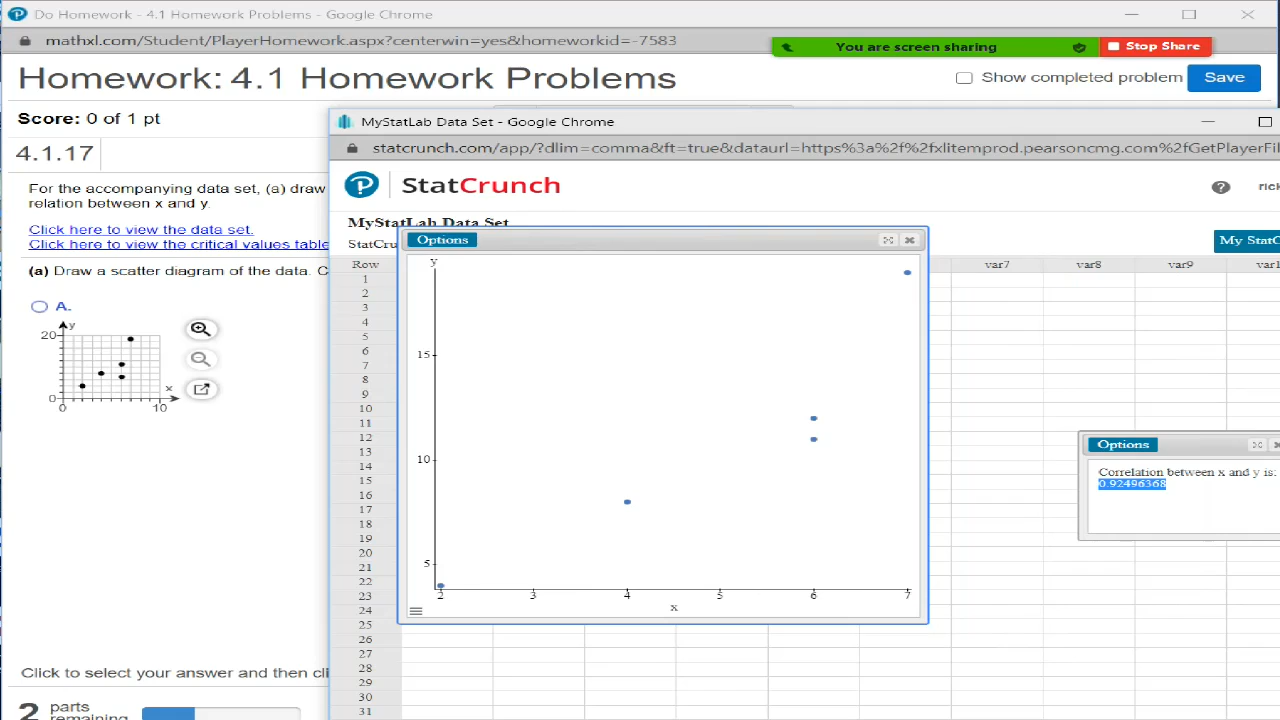 Do Homework - 4.1 Homework Problems - Google Chrome
mathxl.com/Student/PlayerHomework.aspx?centerwin=yes&homeworkid=-7583
You are screen sharing
Stop Share
Homework: 4.1 Homework Problems
Show completed problem
Save
Score: 0 of 1 pt
4.1.17
For the accompanying data set, (a) draw
relation between x and y.
Click here to view the data set.
Click here to view the critical values table
(a) Draw a scatter diagram of the data. C
A.
y
20
x
0
0
10
Click to select your answer and then cli
2
parts
remaining
MyStatLab Data Set - Google Chrome
statcrunch.com/app/?dlim=comma&ft=true&dataurl=https%3a%2f%2fxlitemprod.pearsoncmg.com%2fGetPlayerFil
StatCrunch
?
rick
MyStatLab Data Set
StatCru
My StatC
Row
var7
var8
var9
var1
1
2
3
4
5
6
7
8
9
10
11
12
13
14
15
16
17
18
19
20
21
22
23
24
25
26
27
28
29
30
31
Options
y
15
10
5
2
3
4
5
6
7
x
Options
Correlation between x and y is:
0.92496368